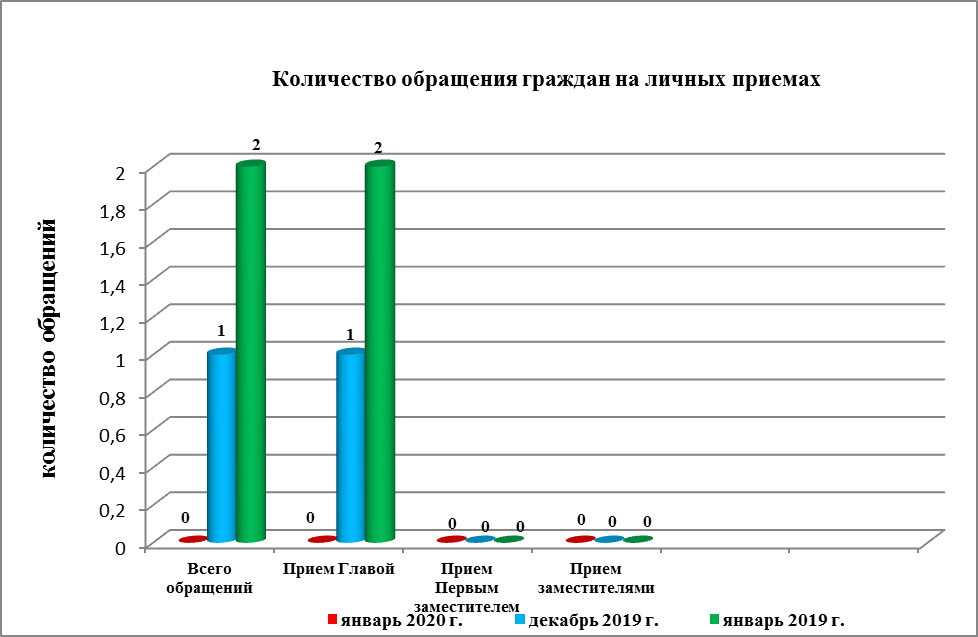 Количество обращения граждан на личных приемах
количество обращений
2
1,8
1,6
1,4
1,2
1
0,8
0,6
0,4
0,2
0
0 1 2
0 1 2
0 0 0
0 0 0
Всего
обращений
Прием Главой
Прием
Первым
заместителем
Прием
заместителями
январь 2020 г. декабрь 2019 г. январь 2019 г.